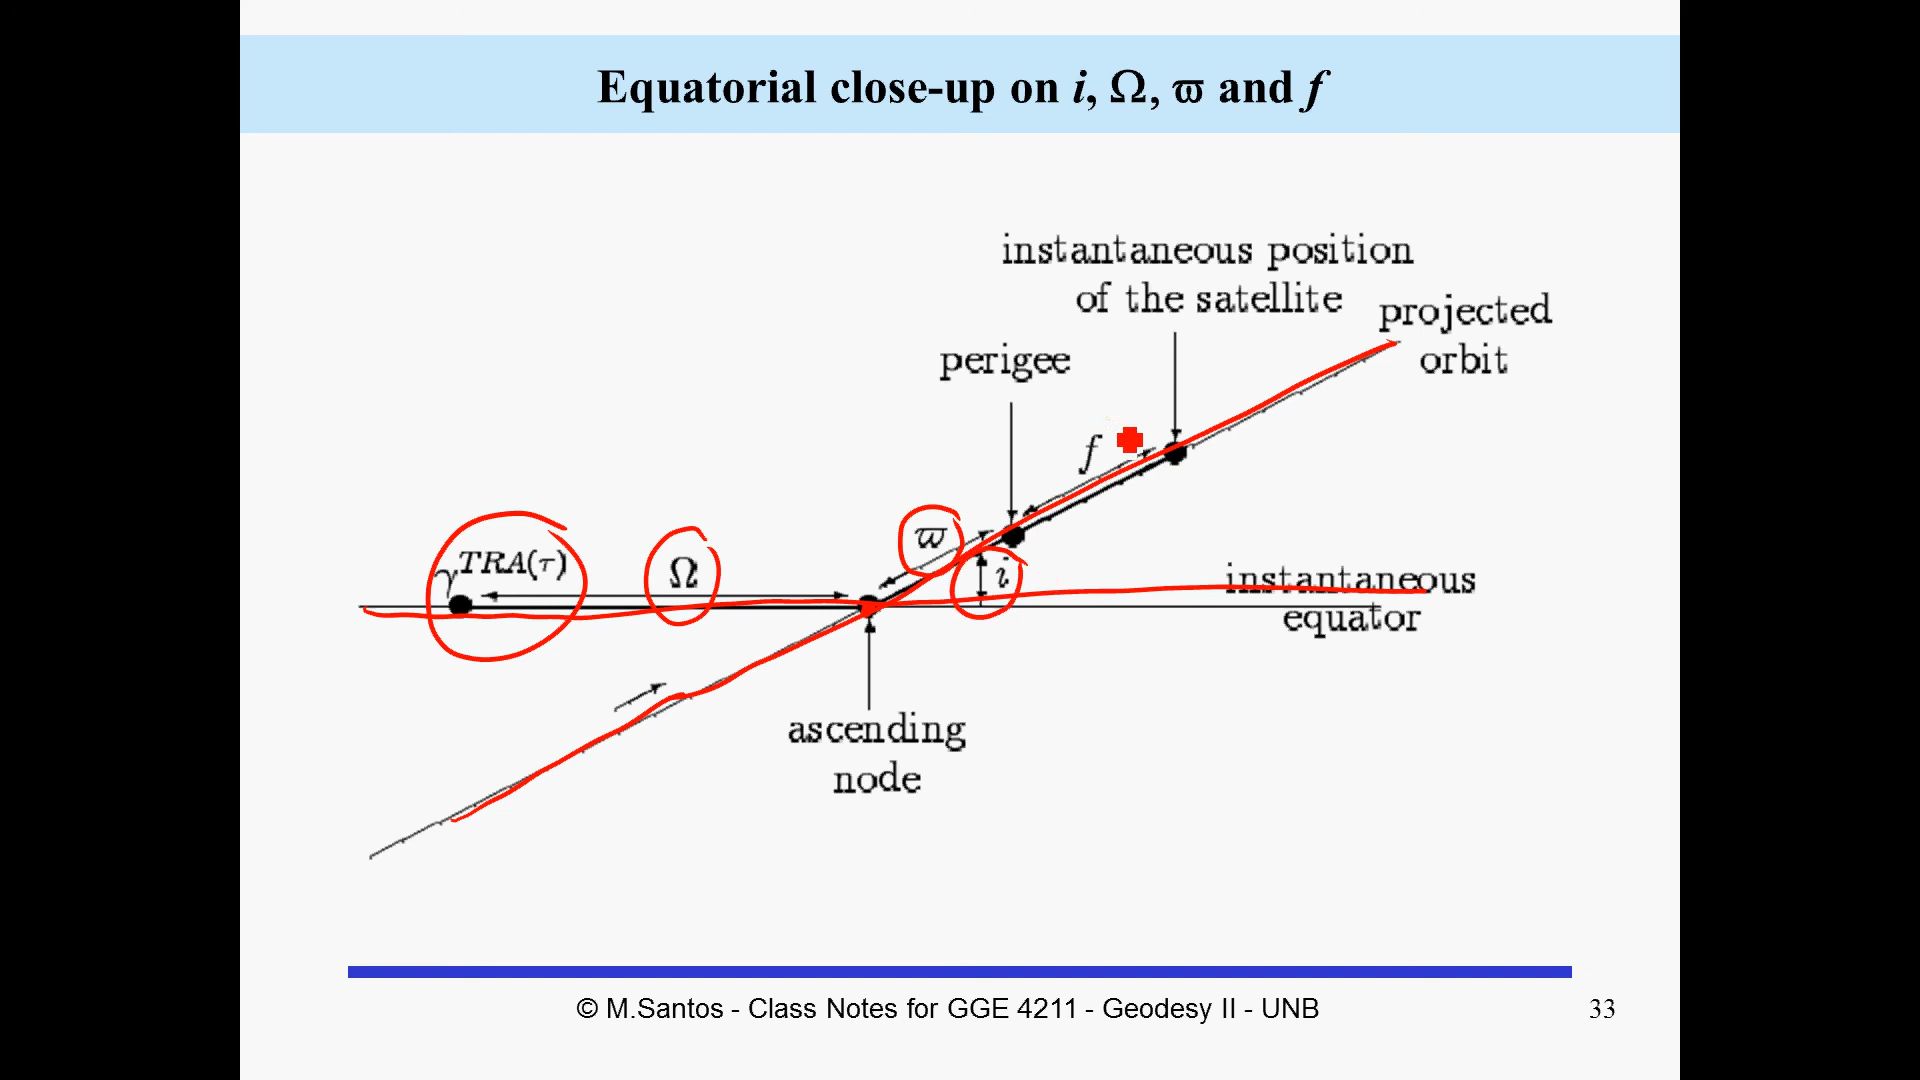 Equatorial close-up on i, Ω, ϖ and f
instantaneous position
of the satellite
projected
orbit
perigee
f
ϖ
γTRA(τ)
Ω
i
instantaneous
equator
ascending
node
© M.Santos - Class Notes for GGE 4211 - Geodesy II - UNB
33